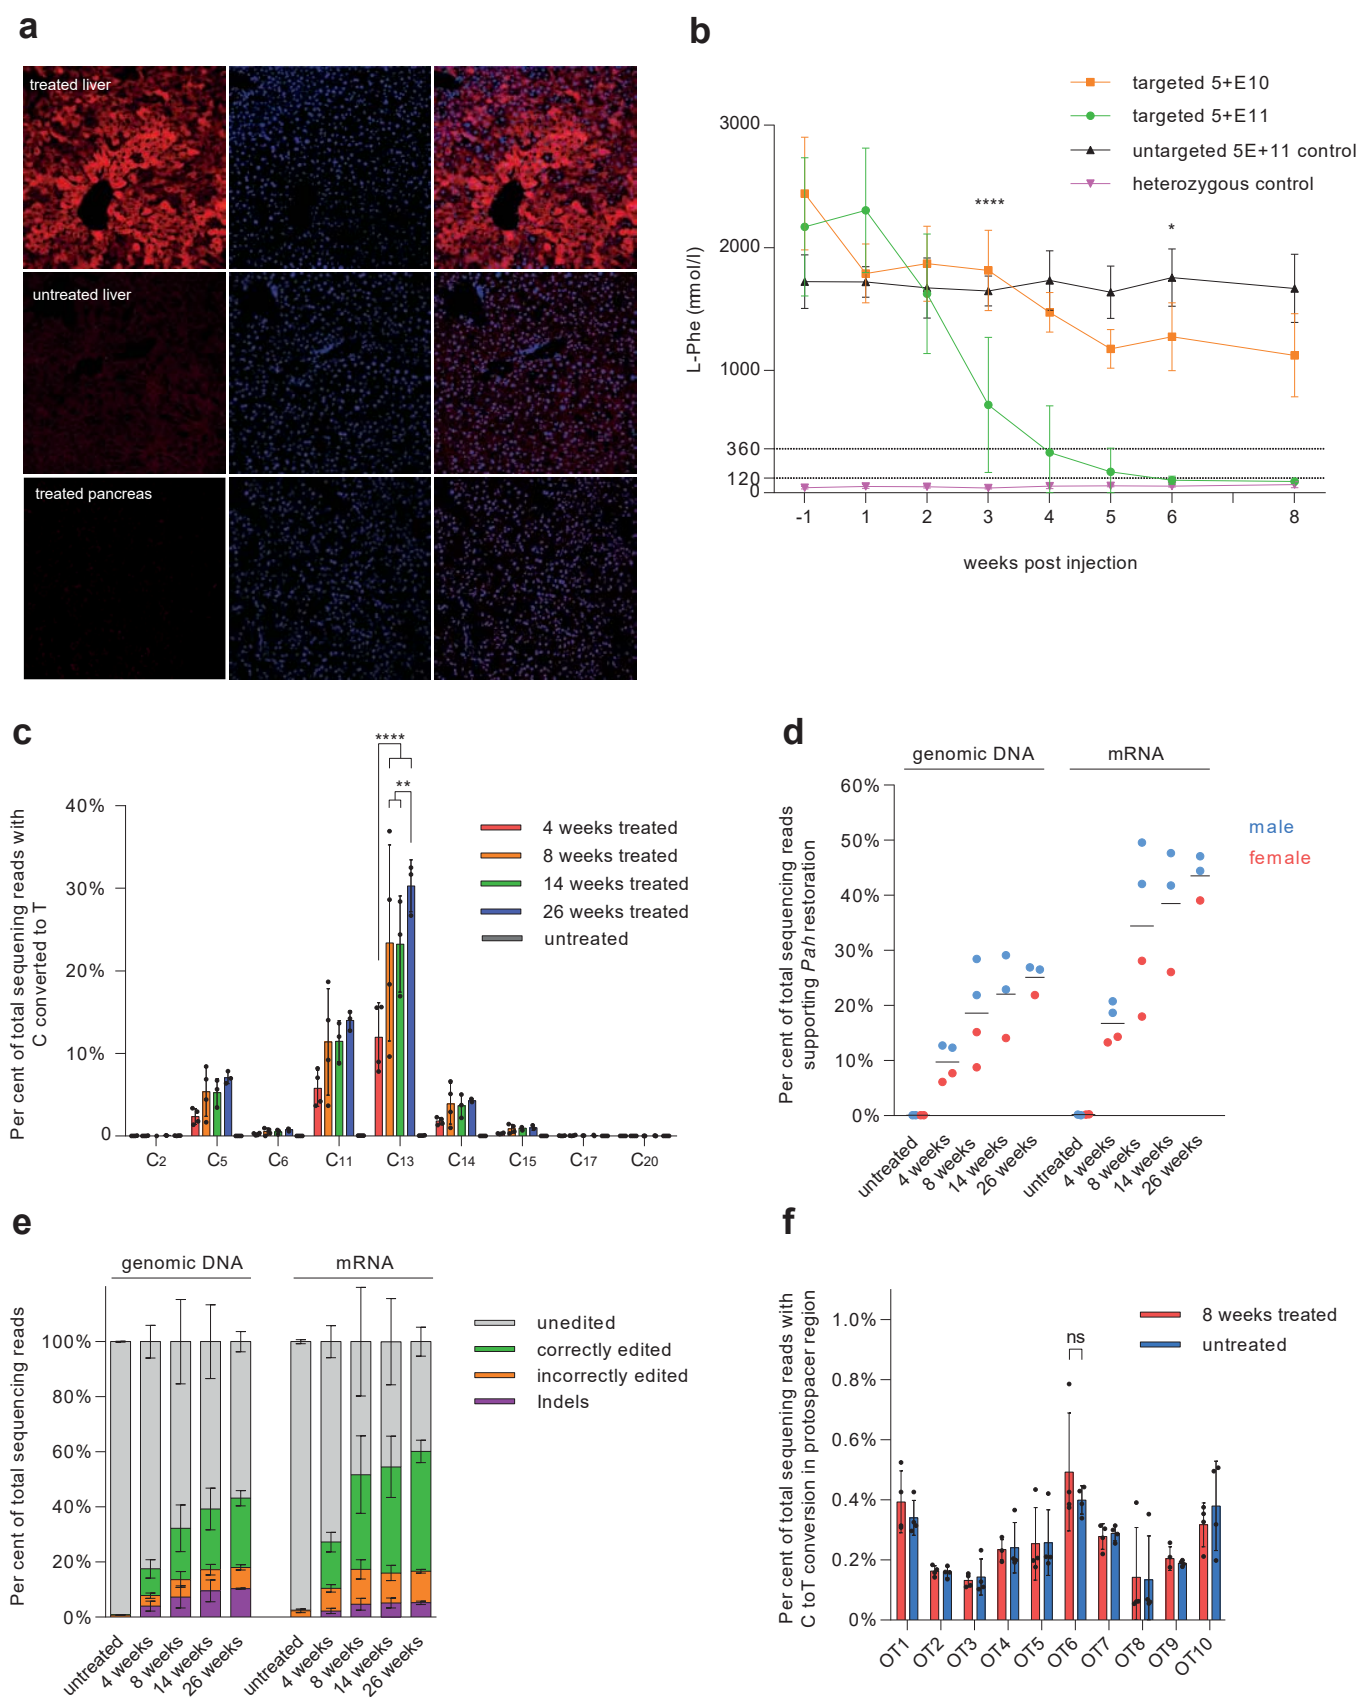 a
treated liver
untreated liver
treated pancreas
b
targeted 5+E10
targeted 5+E11
untargeted 5E+11 control
heterozygous control
L-Phe (nmol/l)
3000
2000
1000
360
120
0
****
*
-1 1 2 3 4 5 6 8
weeks post injection
c
Per cent of total sequencing reads with
C converted to T
40%
30%
20%
10%
0
****
**
4 weeks treated
8 weeks treated
14 weeks treated
26 weeks treated
untreated
C2 C5 C6 C11 C13 C14 C15 C17 C20
d
genomic DNA mRNA
Per cent of total sequencing reads
supporting Pah restoration
60%
50%
40%
30%
20%
10%
0%
male
female
untreated 4 weeks 8 weeks 14 weeks 26 weeks untreated 4 weeks 8 weeks 14 weeks 26 weeks
e
genomic DNA mRNA
Per cent of total sequencing reads
100%
80%
60%
40%
20%
0%
unedited
correctly edited
incorrectly edited
Indels
untreated 4 weeks 8 weeks 14 weeks 26 weeks untreated 4 weeks 8 weeks 14 weeks 26 weeks
f
Per cent of total sequencing reads with
C to T conversion in protospacer region
1.0%
0.8%
0.6%
0.4%
0.2%
0%
ns
8 weeks treated
untreated
OT1 OT2 OT3 OT4 OT5 OT6 OT7 OT8 OT9 OT10